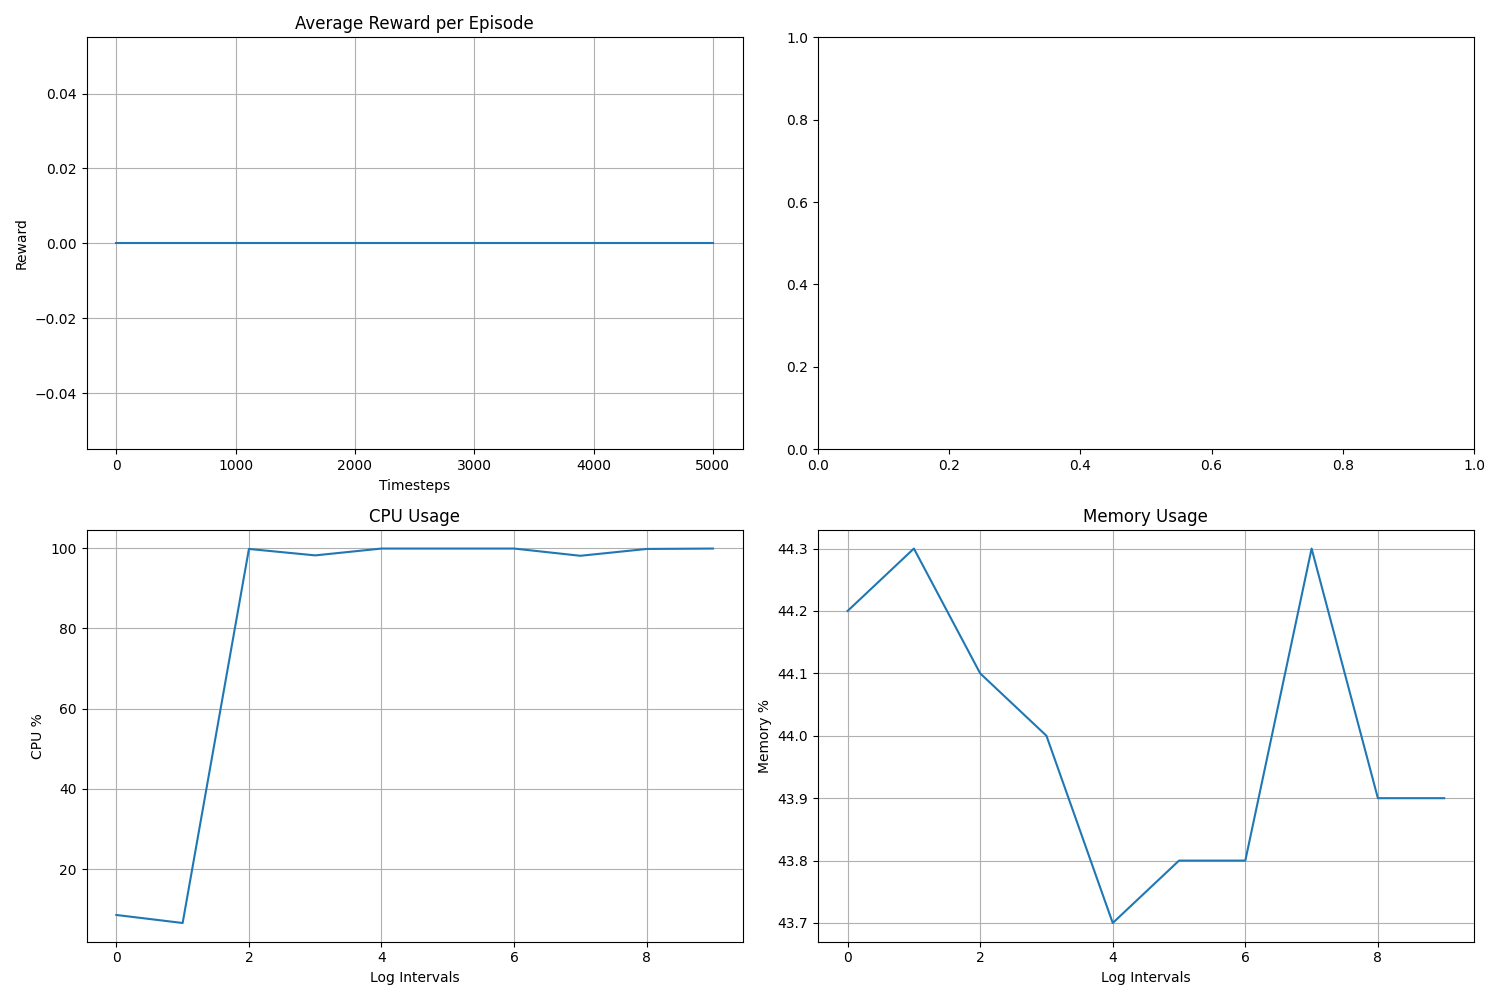 Average Reward per Episode
0.04
0.02
0.00
−0.02
−0.04
Reward
0 1000 2000 3000 4000 5000
Timesteps
1.0
0.8
0.6
0.4
0.2
0.0
0.0 0.2 0.4 0.6 0.8 1.0
CPU Usage
100
80
60
40
20
CPU %
0 2 4 6 8
Log Intervals
Memory Usage
44.3
44.2
44.1
44.0
43.9
43.8
43.7
Memory %
0 2 4 6 8
Log Intervals